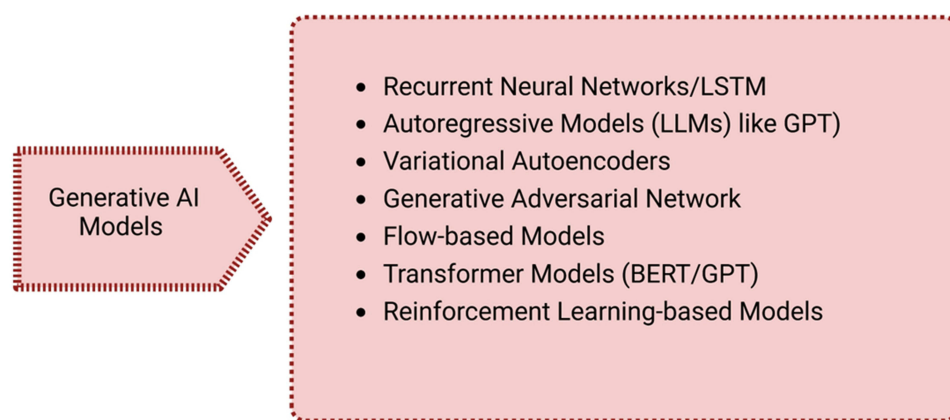 Generative AI
Models
• Recurrent Neural Networks/LSTM
• Autoregressive Models (LLMs) like GPT)
• Variational Autoencoders
• Generative Adversarial Network
• Flow-based Models
• Transformer Models (BERT/GPT)
• Reinforcement Learning-based Models